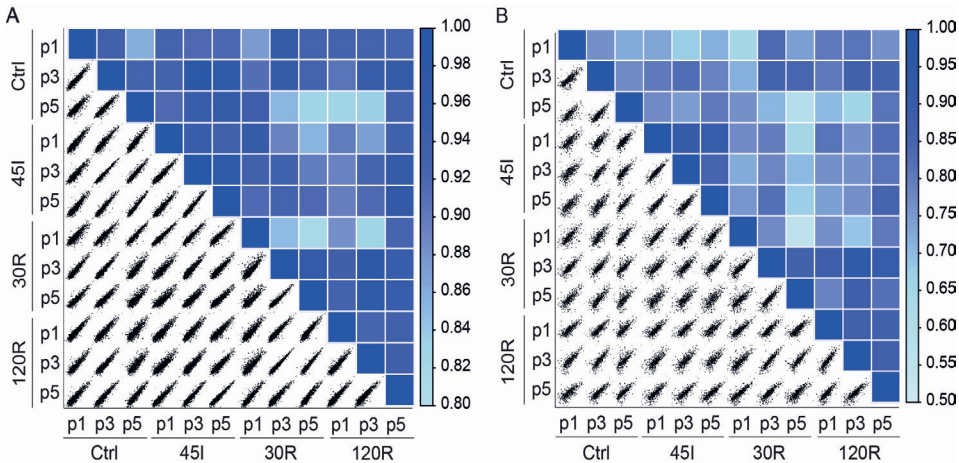 A
B
Ctrl
p1
p3
p5
45I
p1
p3
p5
30R
p1
p3
p5
120R
p1
p3
p5
p1 p3 p5 p1 p3 p5 p1 p3 p5 p1 p3 p5
Ctrl 45I 30R 120R
1.00
0.98
0.96
0.94
0.92
0.90
0.88
0.86
0.84
0.82
0.80
Ctrl
p1
p3
p5
45I
p1
p3
p5
30R
p1
p3
p5
120R
p1
p3
p5
p1 p3 p5 p1 p3 p5 p1 p3 p5 p1 p3 p5
Ctrl 45I 30R 120R
1.00
0.95
0.90
0.85
0.80
0.75
0.70
0.65
0.60
0.55
0.50